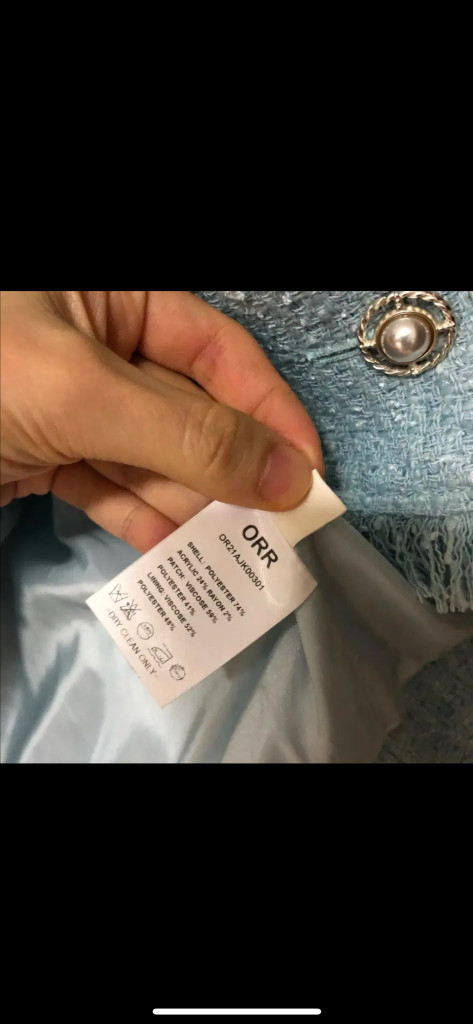 ORR
OR21AJK00301
SHELL: POLYESTER 74%
ACRYLIC 24% RAYON 2%
PATCH: VISCOSE 59%
POLYESTER 41%
LINING: VISCOSE 52%
POLYESTER 48%
DRY CLEAN ONLY